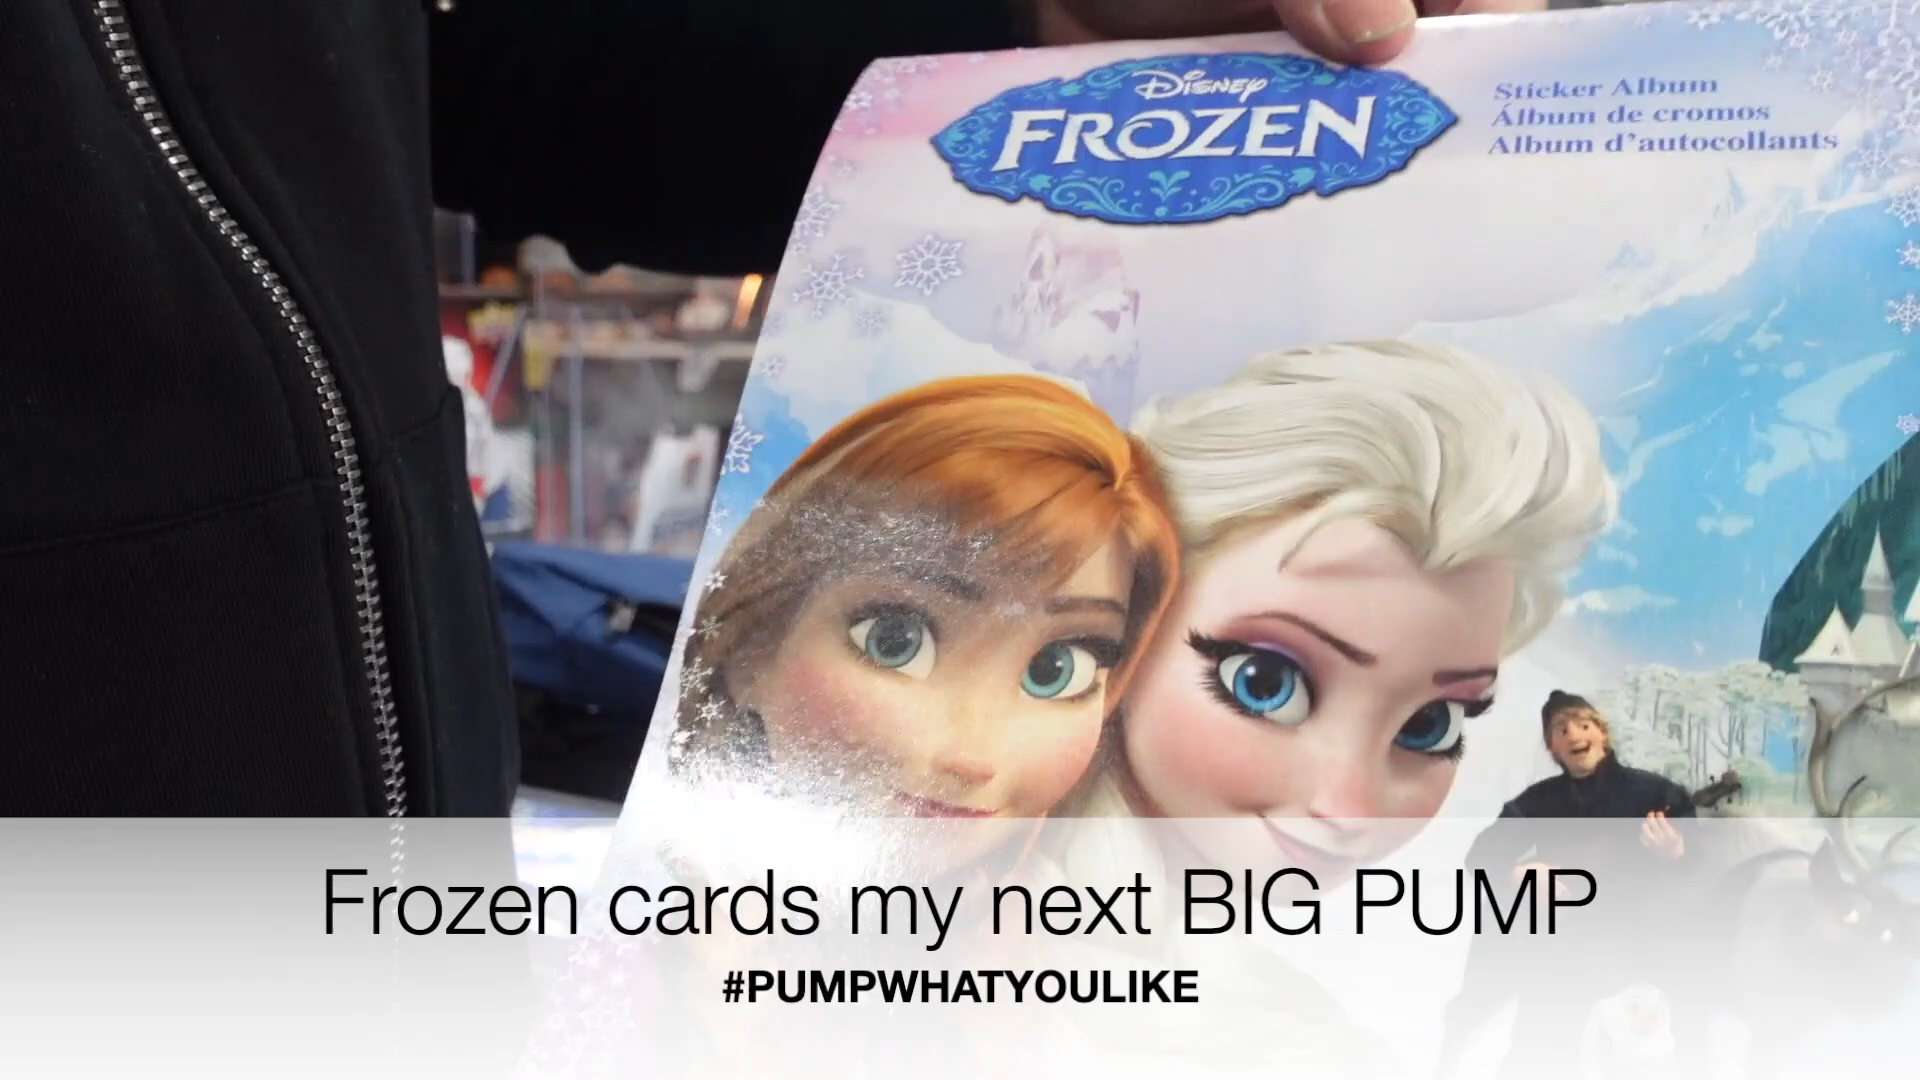 Disney
FROZEN
Sticker Album
Álbum de cromos
Album d'autocollants
Frozen cards my next BIG PUMP
#PUMPWHATYOULIKE